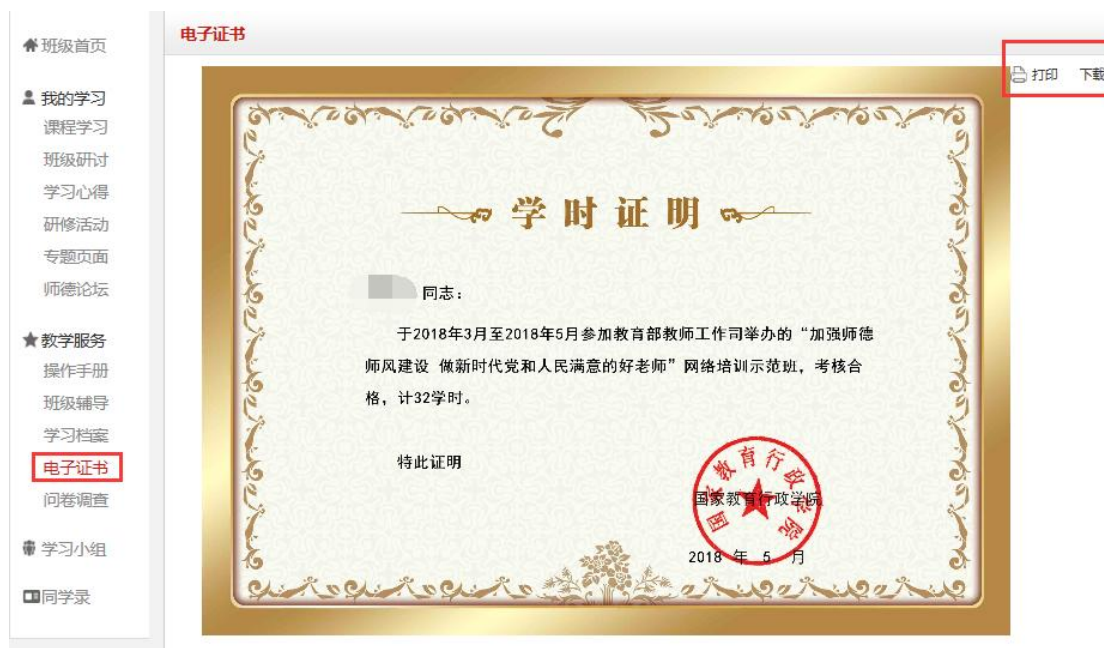 班级首页
我的学习
课程学习
班级研讨
学习心得
研修活动
专题页面
师德论坛
教学服务
操作手册
班级辅导
学习档案
电子证书
问卷调查
学习小组
同学录
电子证书
打印 下载
学时证明
同志：
于2018年3月至2018年5月参加教育部教师工作司举办的“加强师德
师风建设 做新时代党和人民满意的好老师”网络培训示范班，考核合
格，计32学时。
特此证明
国家教育行政学院
国家教育行政学院
2018 年 5 月